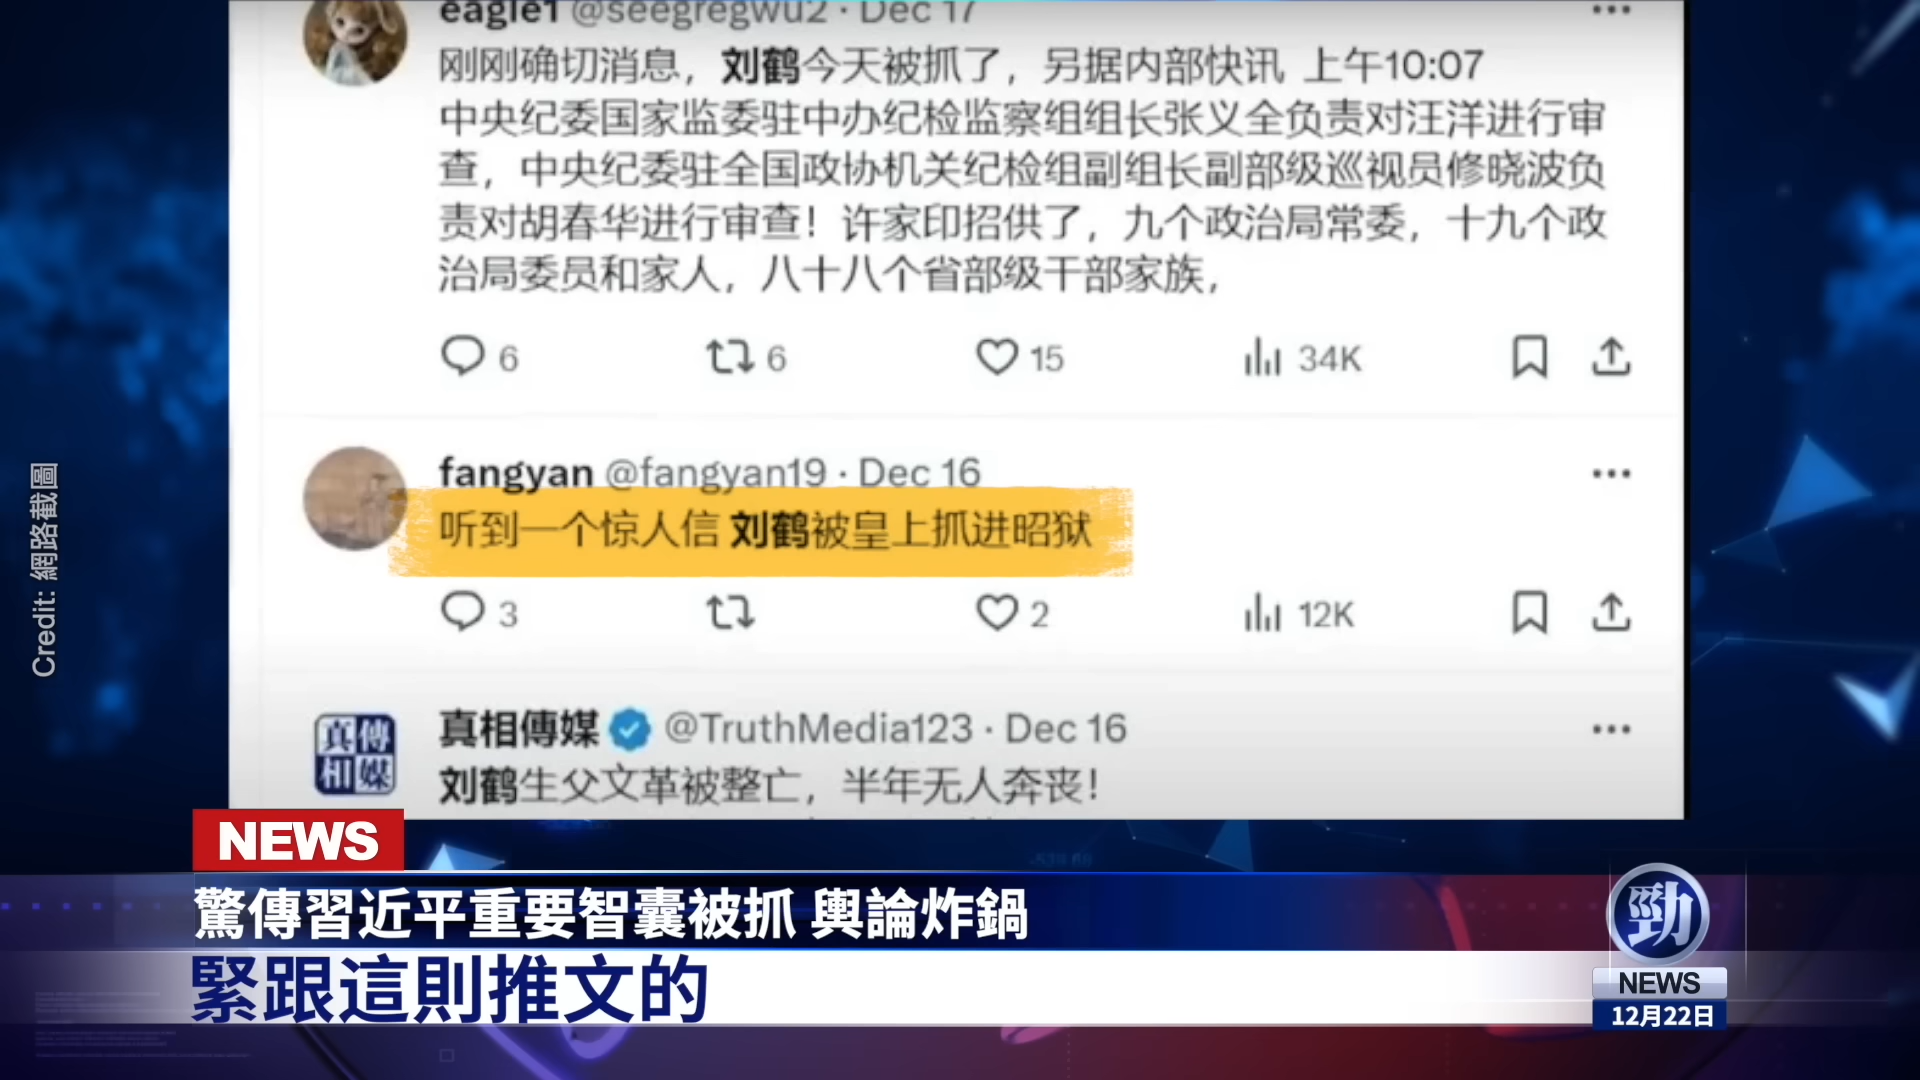 eagle1 @seegregwu2 · Dec 17
刚刚确切消息，刘鹤今天被抓了，另据内部快讯 上午10:07
中央纪委国家监委驻中办纪检监察组组长张义全负责对汪洋进行审
查，中央纪委驻全国政协机关纪检组副组长副部级巡视员修晓波负
责对胡春华进行审查！许家印招供了，九个政治局常委，十九个政
治局委员和家人，八十八个省部级干部家族，
6 6 15 34K
fangyan @fangyan19 · Dec 16
听到一个惊人信 刘鹤被皇上抓进昭狱
3 2 12K
真相傳媒
真相傳媒 @TruthMedia123 · Dec 16
刘鹤生父文革被整亡，半年无人奔丧！
Credit: 網路截圖
NEWS
驚傳習近平重要智囊被抓 輿論炸鍋
緊跟這則推文的
勁
NEWS
12月22日